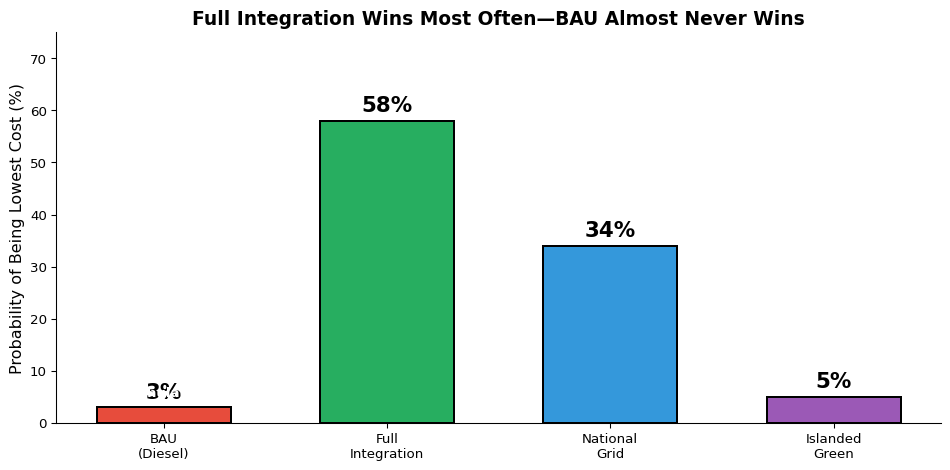 Full Integration Wins Most Often—BAU Almost Never Wins
Probability of Being Lowest Cost (%)
70
60
50
40
30
20
10
0
3%
58%
34%
5%
BAU
(Diesel)
Full
Integration
National
Grid
Islanded
Green